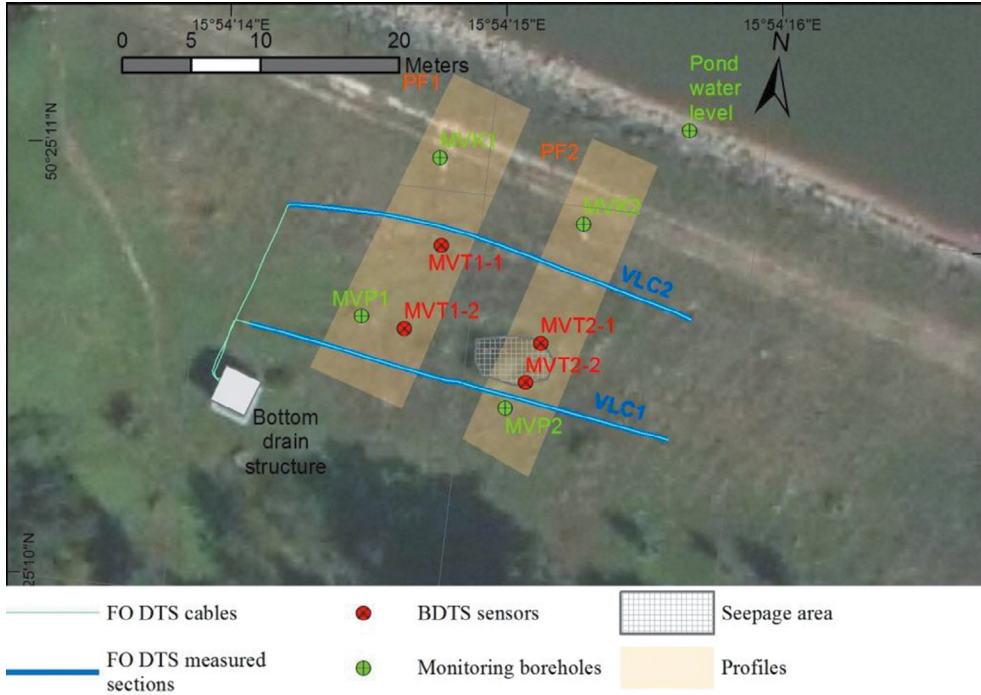 15°54'14"E
15°54'15"E
15°54'16"E
0
5
10
20
Meters
N
Pond
water
level
PF1
MVK1
PF2
50°25'11"N
MVK2
MVT1-1
VLC2
MVP1
MVT1-2
MVT2-1
MVT2-2
VLC1
Bottom
drain
structure
MVP2
25'10"N
FO DTS cables
BDTS sensors
Seepage area
FO DTS measured
sections
Monitoring boreholes
Profiles